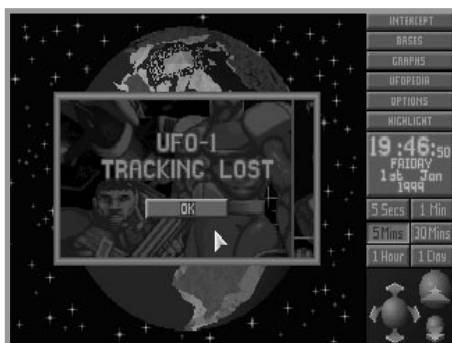 INTERCEPT
BASES
GRAPHS
UFOPEDIA
OPTIONS
HIGHLIGHT
UFO-1
TRACKING LOST
OK
19:46:50
FRIDAY
1st Jan
1999
5 Secs 1 Min
5 Mins 30 Mins
1 Hour 1 Day